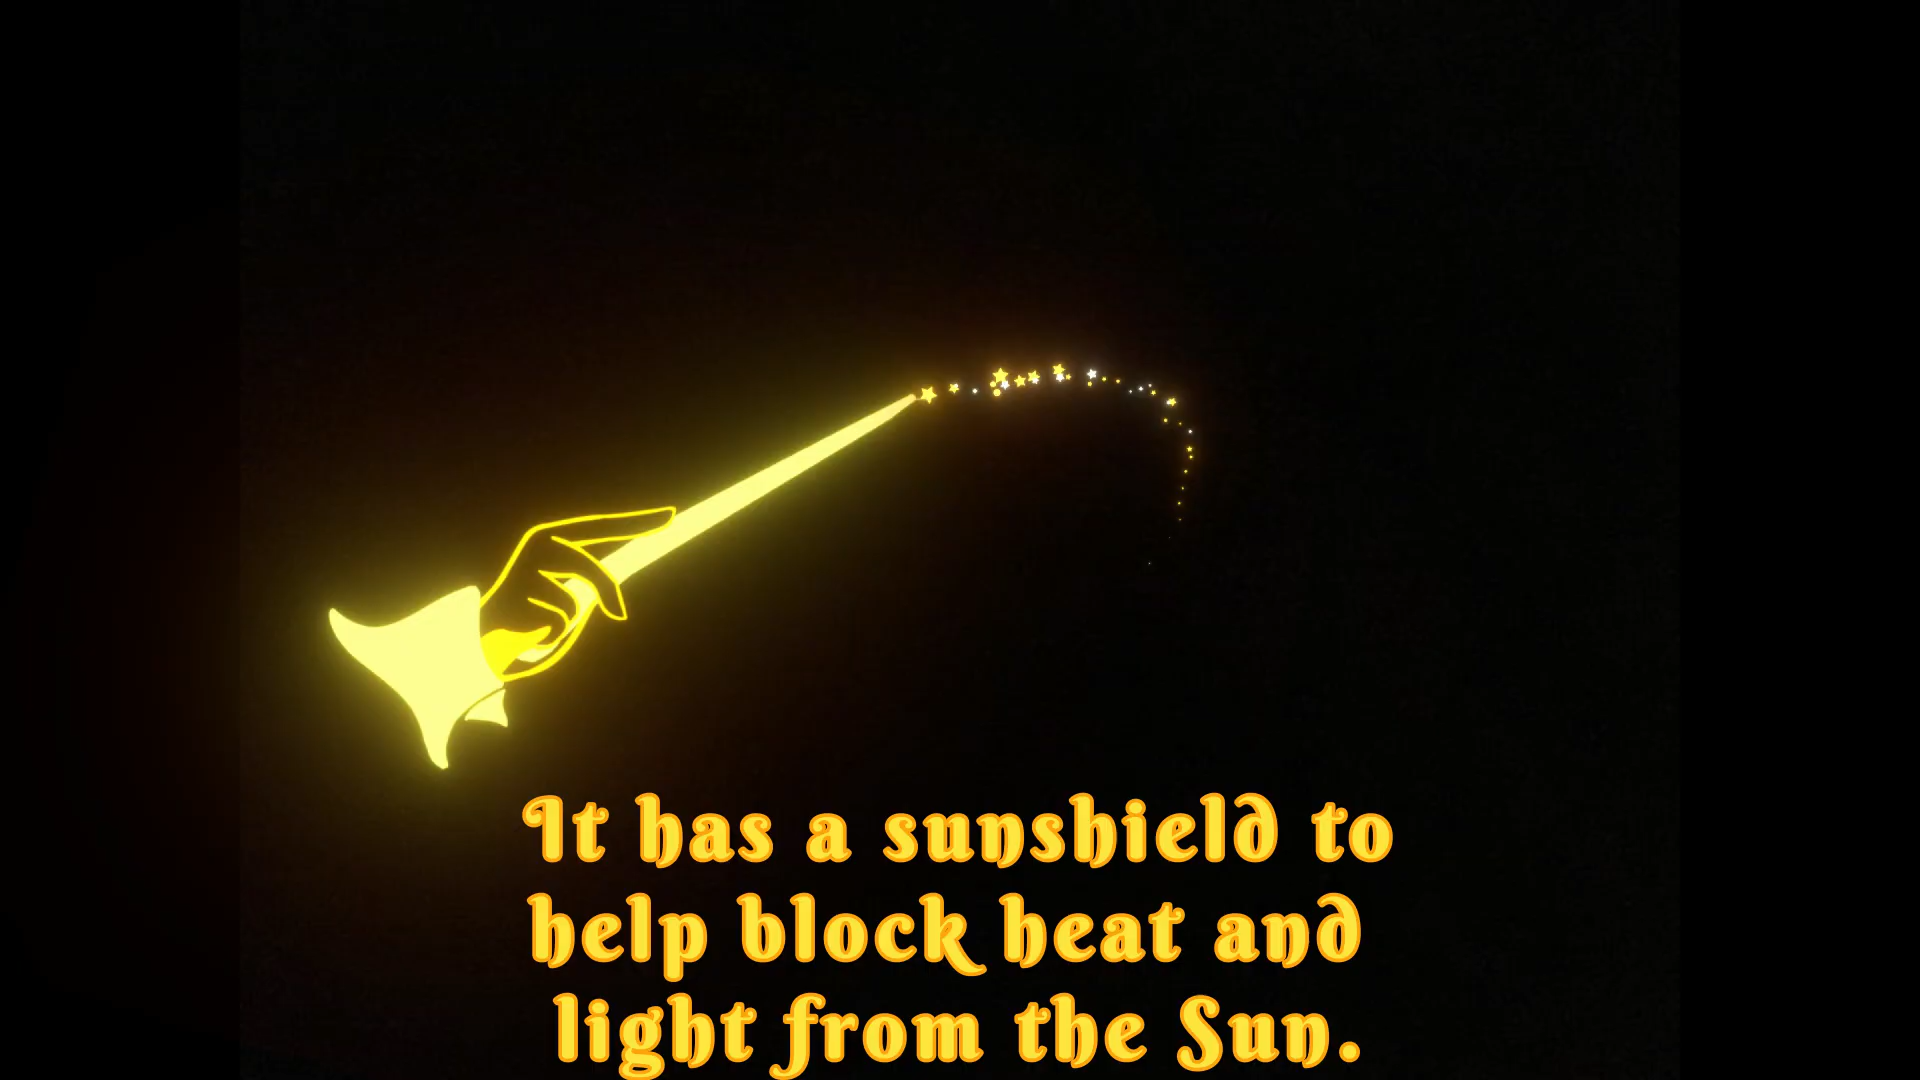 It has a sunshield to
help block heat and
light from the Sun.